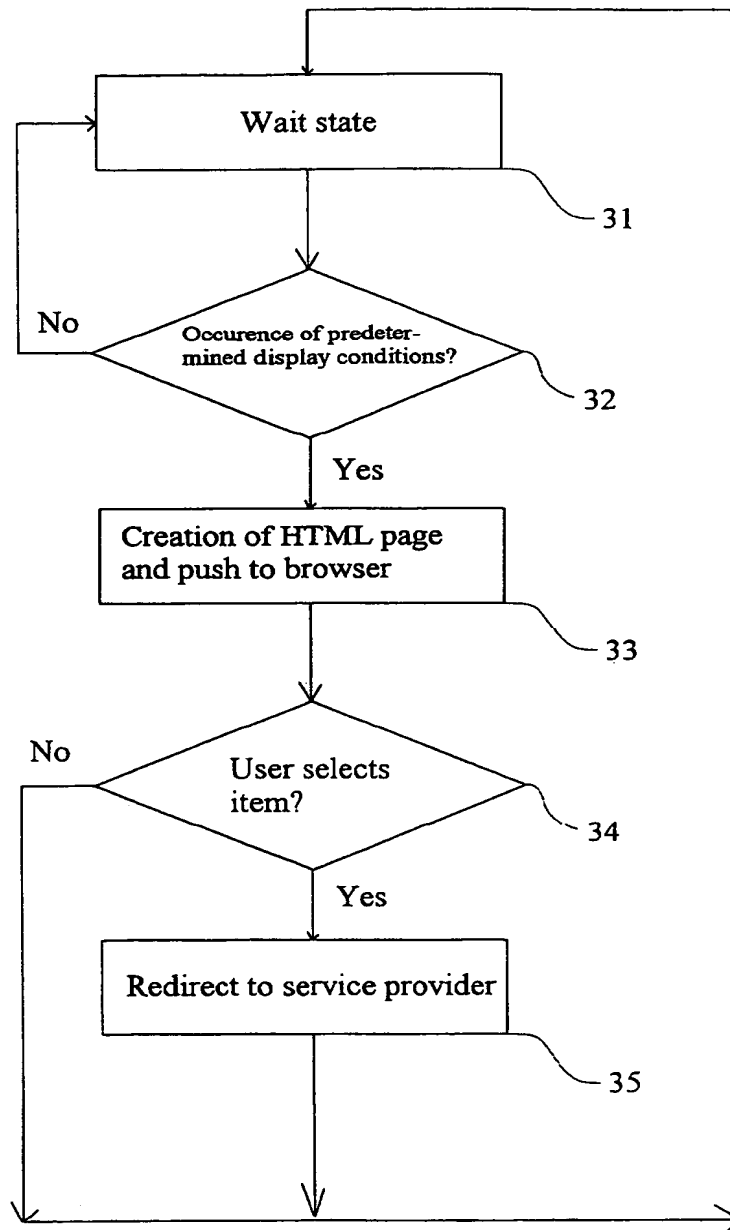 Wait state
31
No
Occurence of predeter-
mined display conditions?
32
Yes
Creation of HTML page
and push to browser
33
No
User selects
item?
34
Yes
Redirect to service provider
35